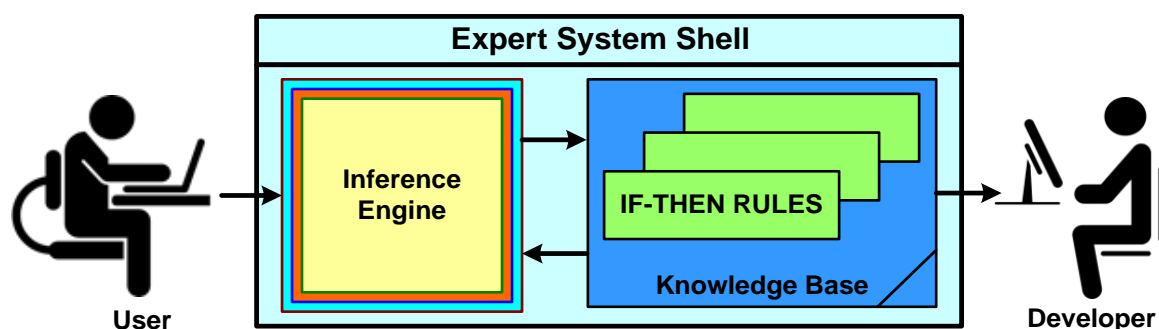 Expert System Shell
Inference
Engine
IF-THEN RULES
Knowledge Base
User
Developer